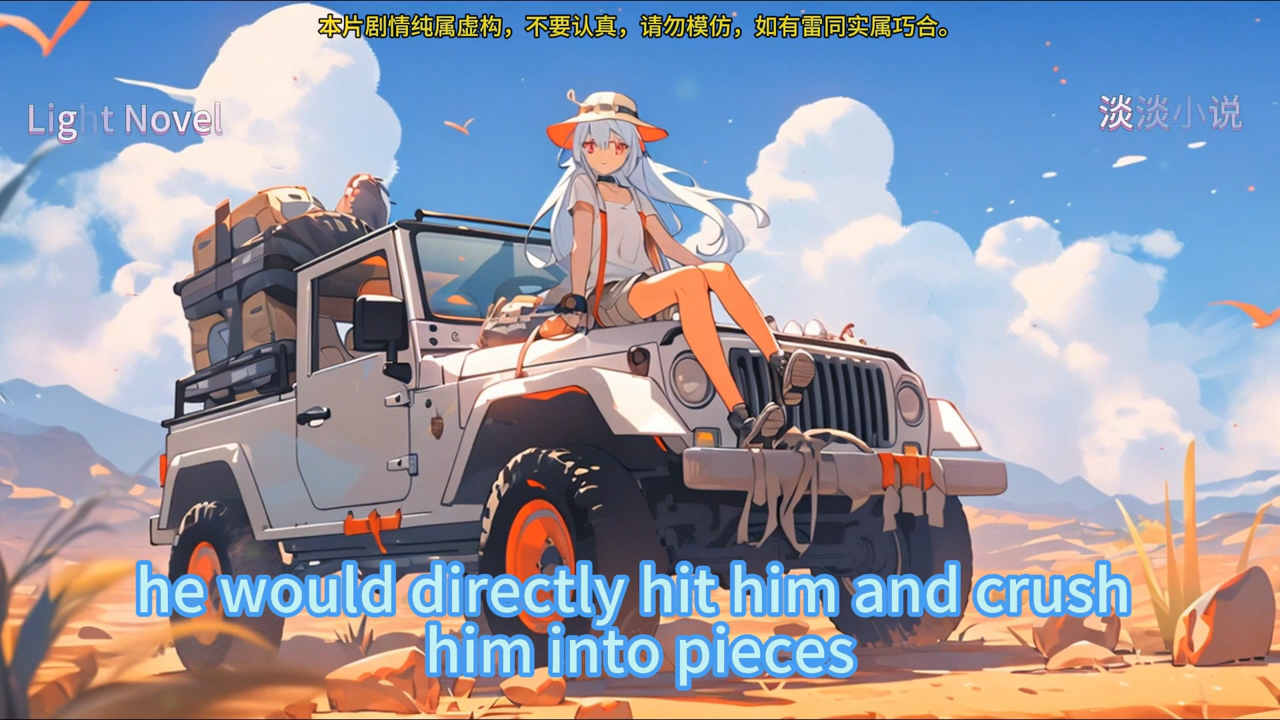 本片剧情纯属虚构，不要认真，请勿模仿，如有雷同实属巧合。
Light Novel
淡淡小说
he would directly hit him and crush
him into pieces